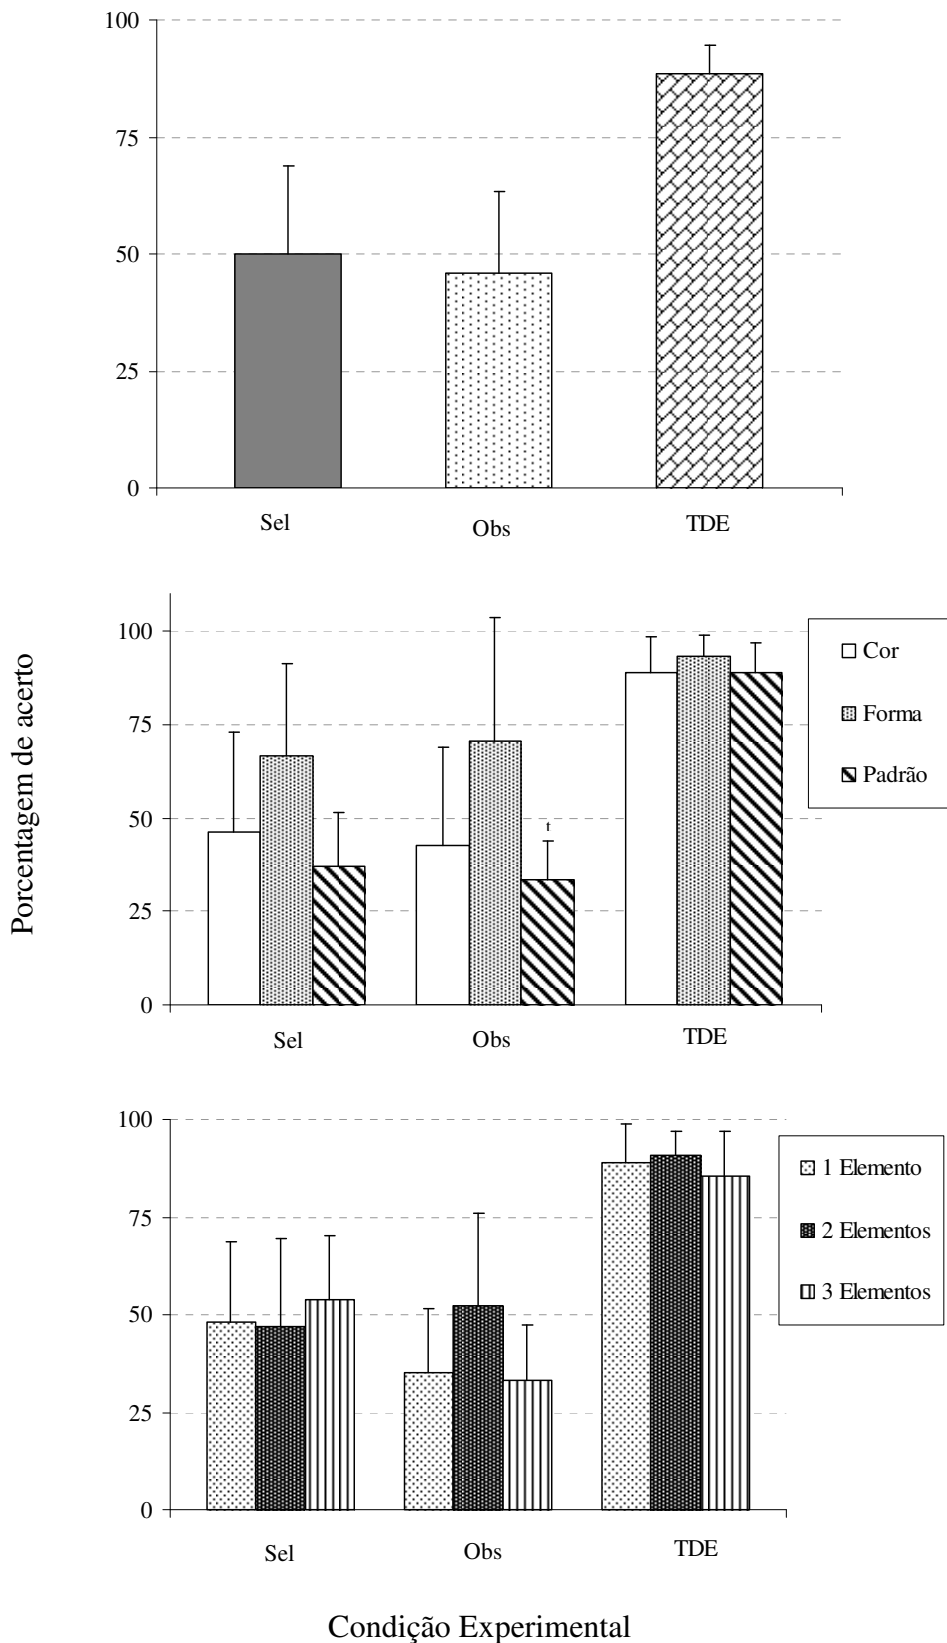 100
75
50
25
0
Sel
Obs
TDE
Porcentagem de acerto
100
75
50
25
0
t
Sel
Obs
TDE
Cor
Forma
Padrão
100
75
50
25
0
Sel
Obs
TDE
1 Elemento
2 Elementos
3 Elementos
Condição Experimental